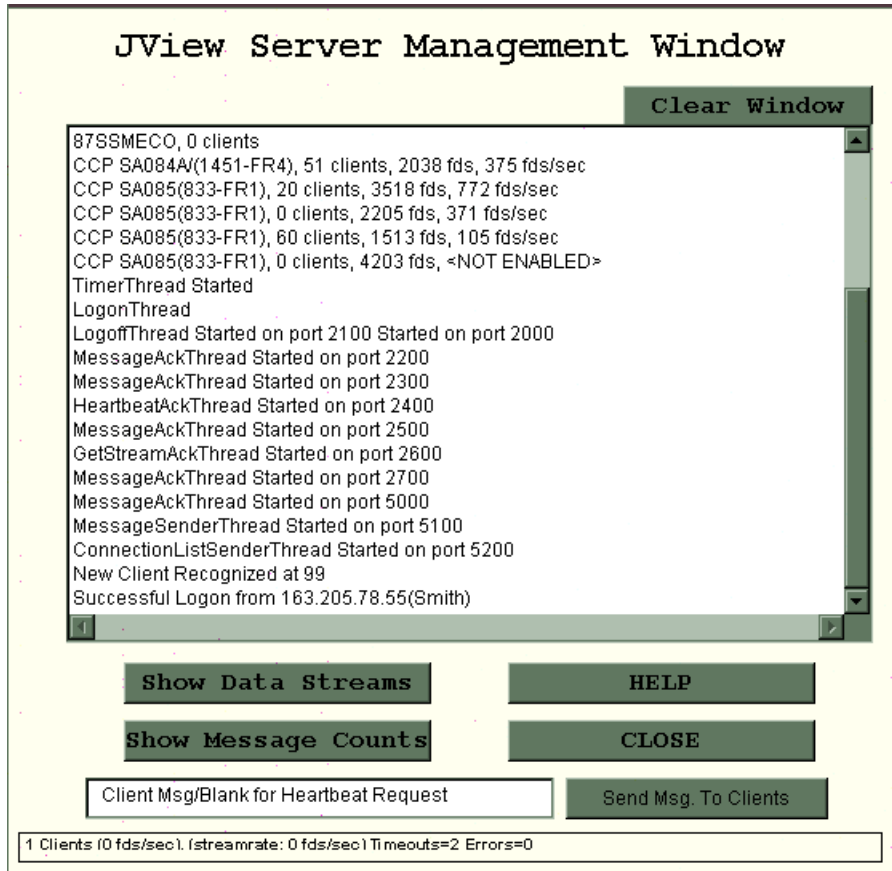 JView Server Management Window
Clear Window
87SSMECO, 0 clients
CCP SA084A/(1451-FR4), 51 clients, 2038 fds, 375 fds/sec
CCP SA085(833-FR1), 20 clients, 3518 fds, 772 fds/sec
CCP SA085(833-FR1), 0 clients, 2205 fds, 371 fds/sec
CCP SA085(833-FR1), 60 clients, 1513 fds, 105 fds/sec
CCP SA085(833-FR1), 0 clients, 4203 fds, <NOT ENABLED>
TimerThread Started
LogonThread
LogoffThread Started on port 2100 Started on port 2000
MessageAckThread Started on port 2200
MessageAckThread Started on port 2300
HeartbeatAckThread Started on port 2400
MessageAckThread Started on port 2500
GetStreamAckThread Started on port 2600
MessageAckThread Started on port 2700
MessageAckThread Started on port 5000
MessageSenderThread Started on port 5100
ConnectionListSenderThread Started on port 5200
New Client Recognized at 99
Successful Logon from 163.205.78.55(Smith)
Show Data Streams
HELP
Show Message Counts
CLOSE
Client Msg/Blank for Heartbeat Request
Send Msg. To Clients
1 Clients (0 fds/sec). (streamrate: 0 fds/sec) Timeouts=2 Errors=0